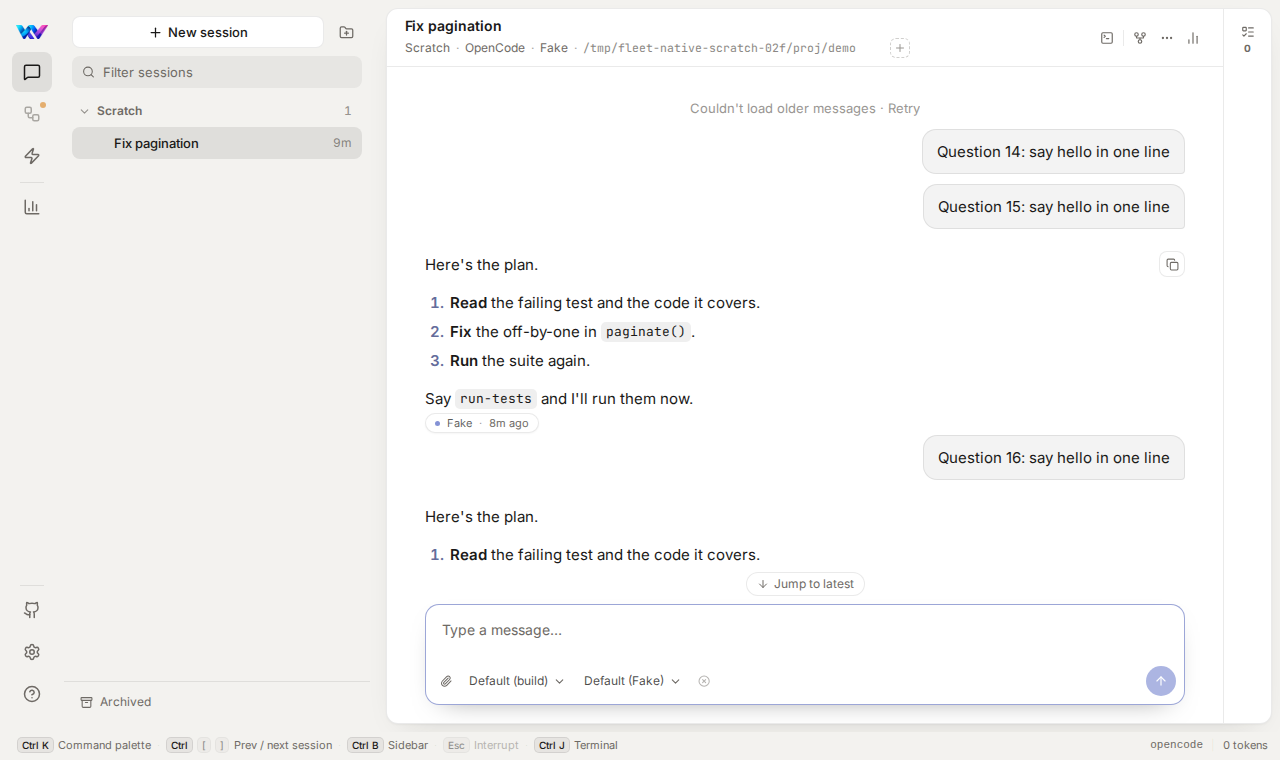 New session
Filter sessions
Scratch 1
Fix pagination 9m
Archived
Fix pagination
Scratch · OpenCode · Fake · /tmp/fleet-native-scratch-02f/proj/demo
0
Couldn't load older messages · Retry
Question 14: say hello in one line
Question 15: say hello in one line
Here's the plan.
1. Read the failing test and the code it covers.
2. Fix the off-by-one in paginate().
3. Run the suite again.
Say run-tests and I'll run them now.
Fake · 8m ago
Question 16: say hello in one line
Here's the plan.
1. Read the failing test and the code it covers.
Jump to latest
Type a message...
Default (build) Default (Fake)
Ctrl K Command palette Ctrl [ ] Prev / next session Ctrl B Sidebar Esc Interrupt Ctrl J Terminal opencode 0 tokens